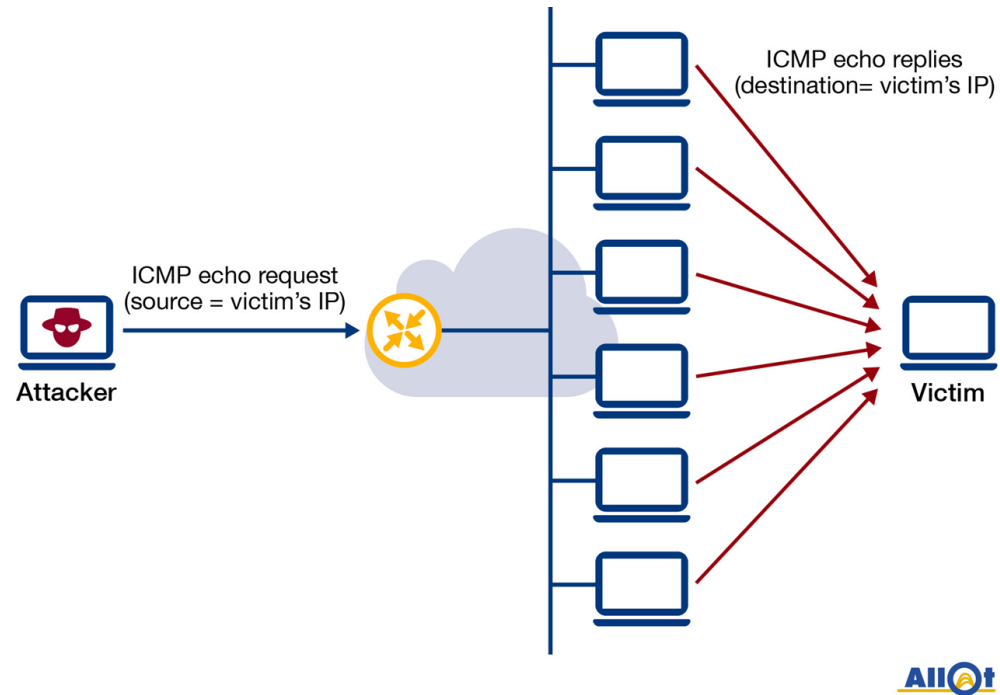 ICMP echo replies
(destination= victim's IP)
ICMP echo request
(source = victim's IP)
Attacker
Victim
Allot